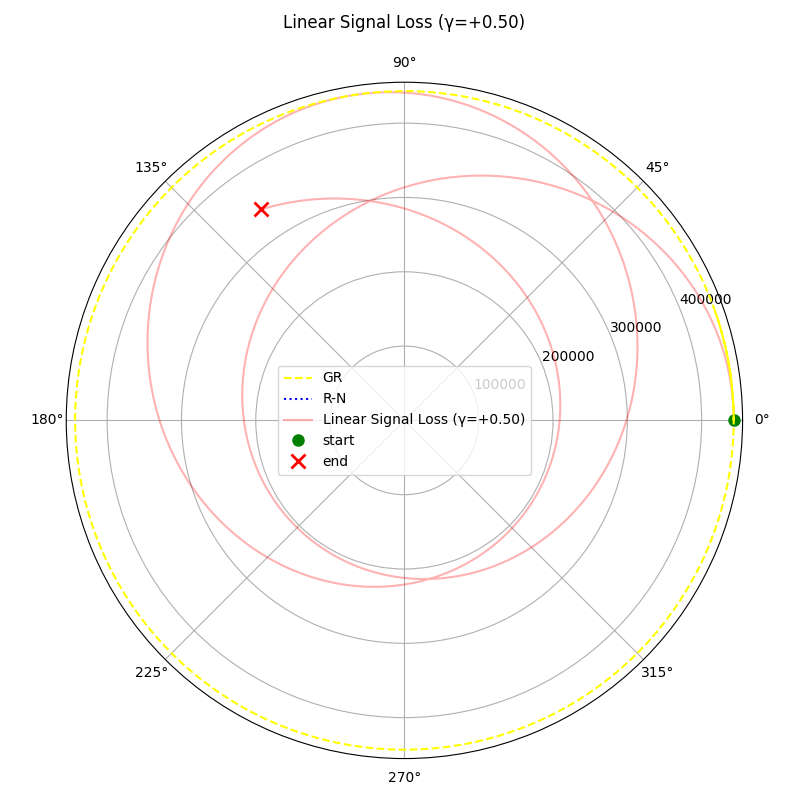 Linear Signal Loss (γ=+0.50)
90°
135°
45°
400000
300000
200000
100000
GR
R-N
Linear Signal Loss (γ=+0.50)
start
end
180°
0°
225°
315°
270°